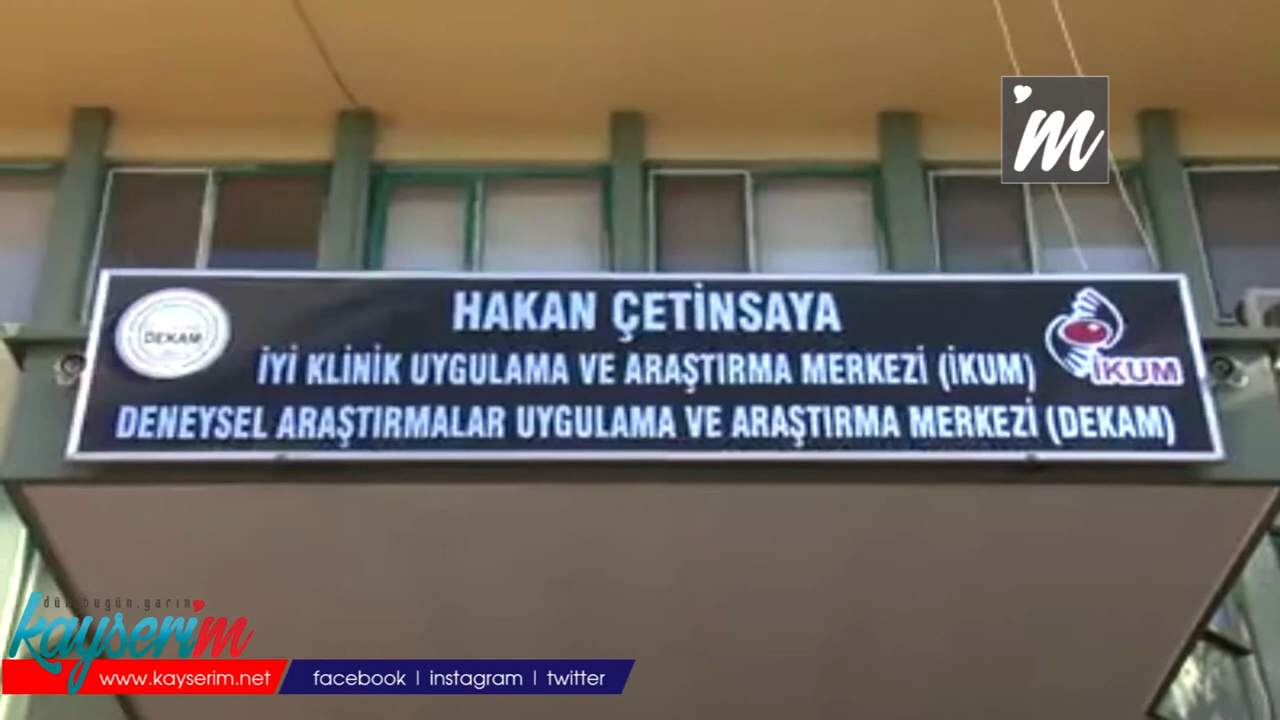 'm
HAKAN ÇETİNSAYA
DEKAM
İYİ KLİNİK UYGULAMA VE ARAŞTIRMA MERKEZİ (İKUM)
İKUM
DENEYSEL ARAŞTIRMALAR UYGULAMA VE ARAŞTIRMA MERKEZİ (DEKAM)
dün.bugün.yarın
kayserim
www.kayserim.net
facebook | instagram | twitter